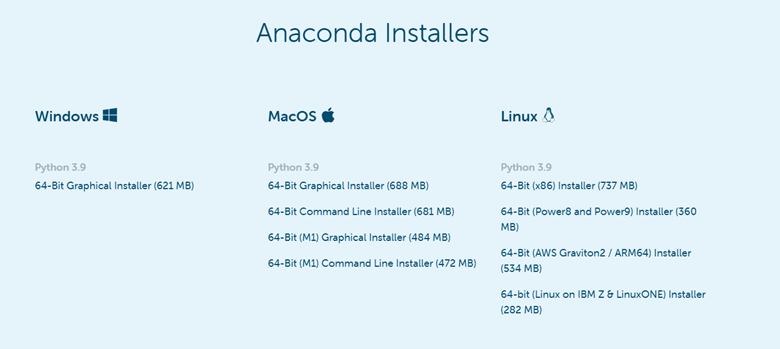 Anaconda Installers
Windows
Python 3.9
64-Bit Graphical Installer (621 MB)
MacOS
Python 3.9
64-Bit Graphical Installer (688 MB)
64-Bit Command Line Installer (681 MB)
64-Bit (M1) Graphical Installer (484 MB)
64-Bit (M1) Command Line Installer (472 MB)
Linux
Python 3.9
64-Bit (x86) Installer (737 MB)
64-Bit (Power8 and Power9) Installer (360
MB)
64-Bit (AWS Graviton2 / ARM64) Installer
(534 MB)
64-bit (Linux on IBM Z & LinuxONE) Installer
(282 MB)